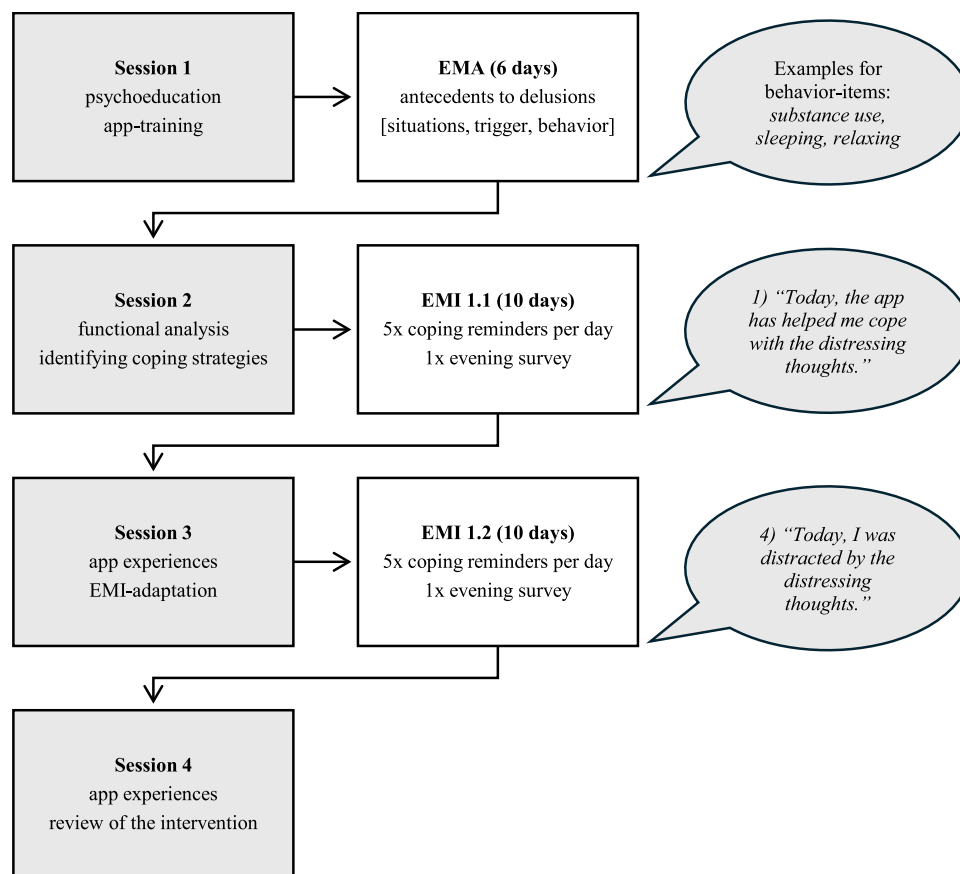 Session 1
psychoeducation
app-training
EMA (6 days)
antecedents to delusions
[situations, trigger, behavior]
Examples for
behavior-items:
substance use,
sleeping, relaxing
Session 2
functional analysis
identifying coping strategies
EMI 1.1 (10 days)
5x coping reminders per day
1x evening survey
1) “Today, the app
has helped me cope
with the distressing
thoughts.”
Session 3
app experiences
EMI-adaptation
EMI 1.2 (10 days)
5x coping reminders per day
1x evening survey
4) “Today, I was
distracted by the
distressing
thoughts.”
Session 4
app experiences
review of the intervention